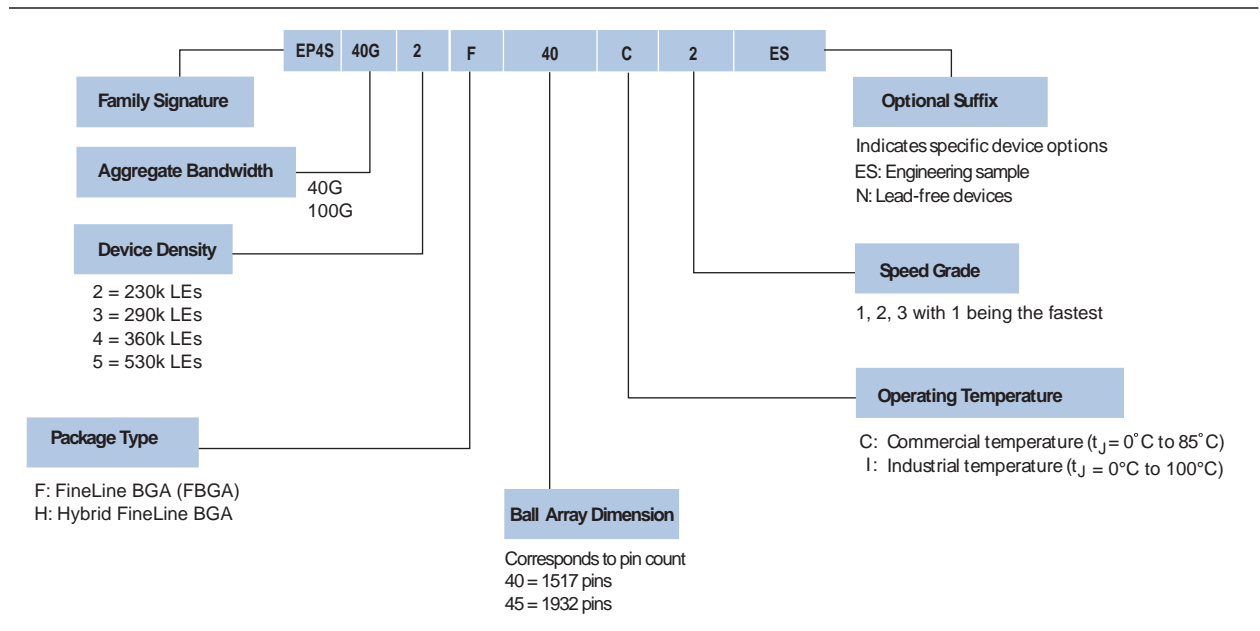 EP4S 40G 2 F 40 C 2 ES
Family Signature
Optional Suffix
Indicates specific device options
ES: Engineering sample
N: Lead-free devices
Aggregate Bandwidth
40G
100G
Device Density
2 = 230k LEs
3 = 290k LEs
4 = 360k LEs
5 = 530k LEs
Speed Grade
1, 2, 3 with 1 being the fastest
Operating Temperature
C: Commercial temperature (tJ = 0˚C to 85˚C)
I: Industrial temperature (tJ = 0°C to 100°C)
Package Type
F: FineLine BGA (FBGA)
H: Hybrid FineLine BGA
Ball Array Dimension
Corresponds to pin count
40 = 1517 pins
45 = 1932 pins